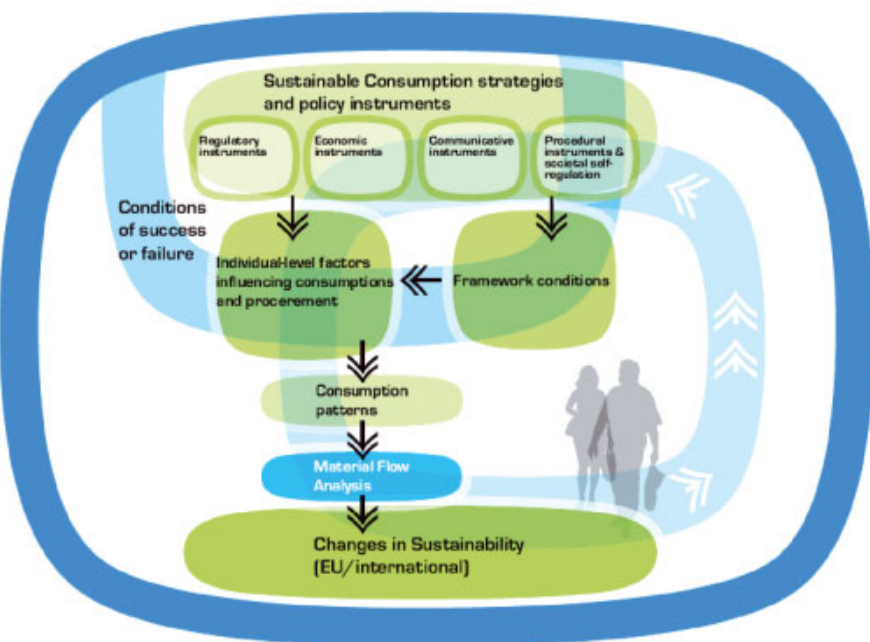 Sustainable Consumption strategies
and policy instruments
Regulatory
instruments
Economic
instruments
Communicative
instruments
Procedural
instruments &
societal self-
regulation
Conditions
of success
or failure
Individual-level factors
influencing consumptions
and procerement
Framework conditions
Consumption
patterns
Material Flow
Analysis
Changes in Sustainability
(EU/international)